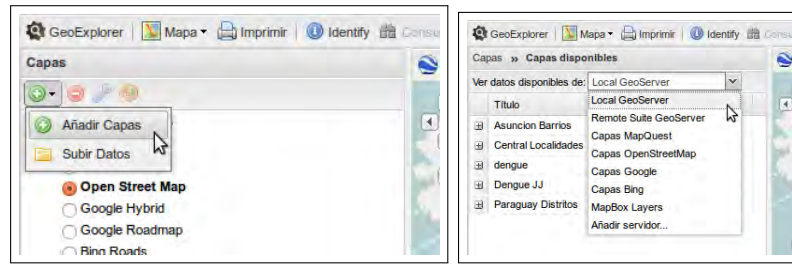 GeoExplorer Mapa Imprimir Identify
Capas
Añadir Capas
Subir Datos
Open Street Map
Google Hybrid
Google Roadmap
Bing Roads
GeoExplorer Mapa Imprimir Identify
Capas » Capas disponibles
Ver datos disponibles de: Local GeoServer
Título
Asuncion Barrios
Central Localidades
dengue
Dengue JJ
Paraguay Distritos
Local GeoServer
Remote Suite GeoServer
Capas MapQuest
Capas OpenStreetMap
Capas Google
Capas Bing
MapBox Layers
Añadir servidor...